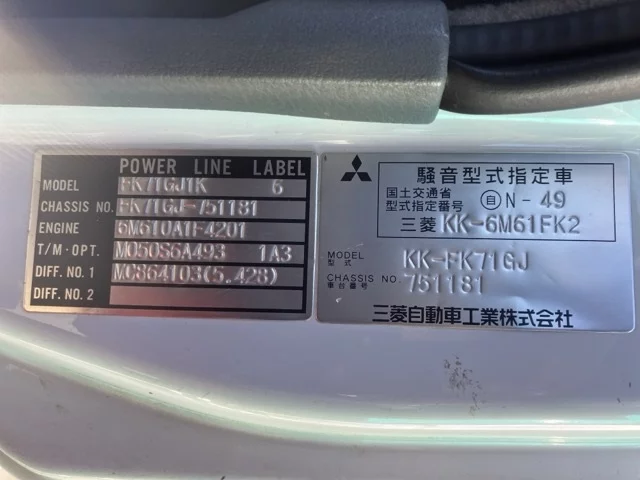 POWER LINE LABEL
MODEL FK71GJ1K 6
CHASSIS NO. FK71GJ-751181
ENGINE 6M610A1F4201
T/M・OPT. M050S6A493 1A3
DIFF. NO. 1 M0864103(5.428)
DIFF. NO. 2
騒音型式指定車
国土交通省
型式指定番号 自 N - 49
三菱 KK-6M61FK2
MODEL
型式 KK-FK71GJ
CHASSIS NO.
車台番号 751181
三菱自動車工業株式会社